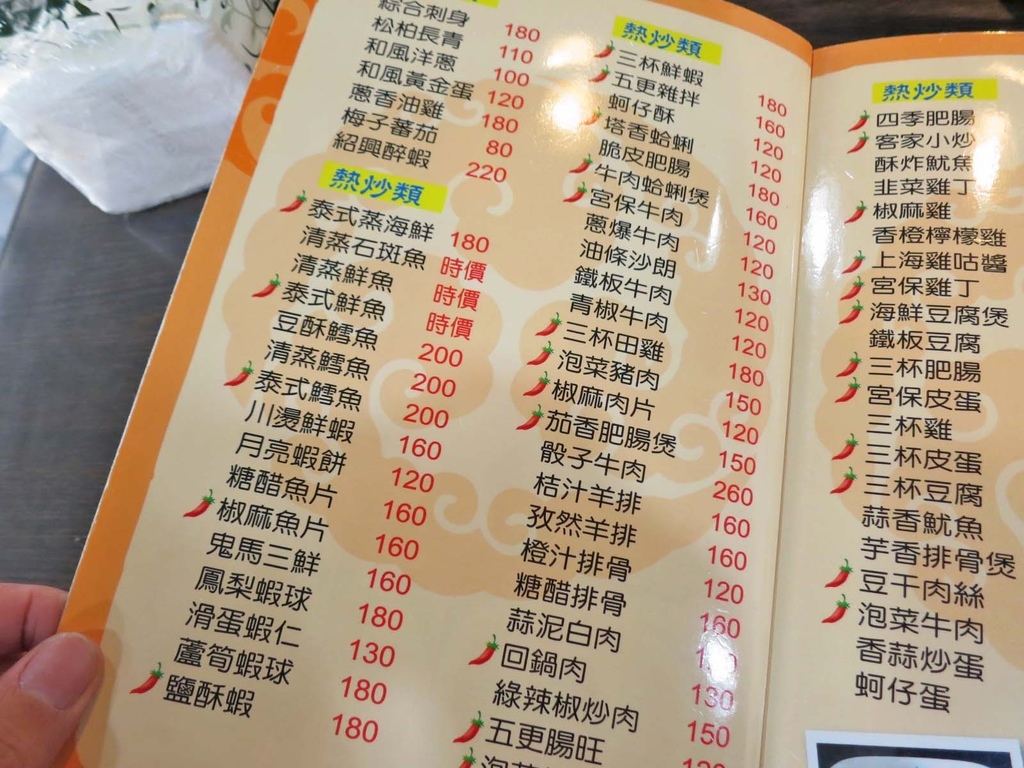 綜合刺身 180
松柏長青 110
和風洋蔥 100
和風黃金蛋 120
蔥香油雞 180
梅子蕃茄 80
紹興醉蝦 220
熱炒類
泰式蒸海鮮 180
清蒸石斑魚 時價
清蒸鮮魚 時價
泰式鮮魚 時價
豆酥鱈魚 200
清蒸鱈魚 200
泰式鱈魚 200
川燙鮮蝦 160
月亮蝦餅 120
糖醋魚片 160
椒麻魚片 160
鬼馬三鮮 160
鳳梨蝦球 180
滑蛋蝦仁 130
蘆筍蝦球 180
鹽酥蝦 180
熱炒類
三杯鮮蝦 180
五更雜拌 160
蚵仔酥 120
塔香蛤蜊 120
脆皮肥腸 180
牛肉蛤蜊煲 160
宮保牛肉 120
蔥爆牛肉 120
油條沙朗 130
鐵板牛肉 120
青椒牛肉 120
三杯田雞 180
泡菜豬肉 150
椒麻肉片 120
茄香肥腸煲 150
骰子牛肉 260
桔汁羊排 160
孜然羊排 160
橙汁排骨 120
糖醋排骨 160
蒜泥白肉
回鍋肉 130
綠辣椒炒肉 150
五更腸旺
熱炒類
四季肥腸
客家小炒
酥炸魷魚
韭菜雞丁
椒麻雞
香橙檸檬雞
上海雞咕醬
宮保雞丁
海鮮豆腐煲
鐵板豆腐
三杯肥腸
宮保皮蛋
三杯雞
三杯皮蛋
三杯豆腐
蒜香魷魚
芋香排骨煲
豆干肉絲
泡菜牛肉
香蒜炒蛋
蚵仔蛋